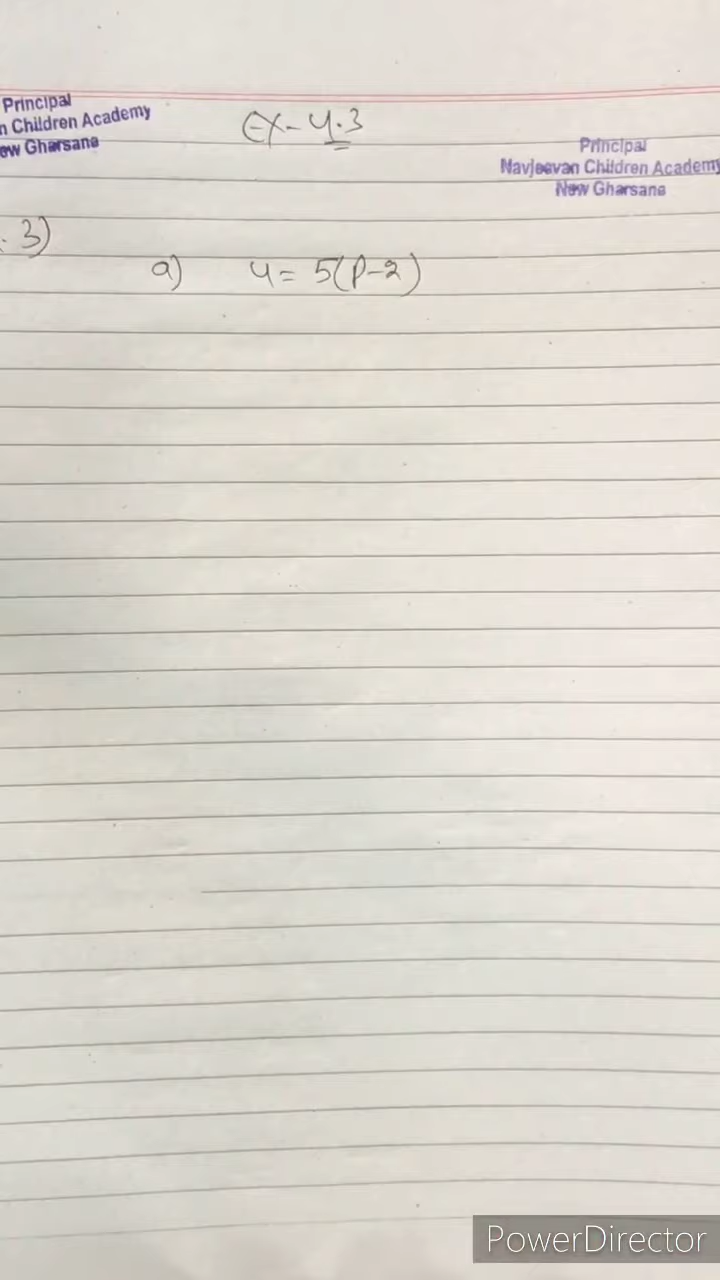 Principal
n Children Academy
ew Gharsana
Ex-4.3
Principal
Navjeevan Children Academy
New Gharsana
3)
a) 4= 5(P-2)
PowerDirector